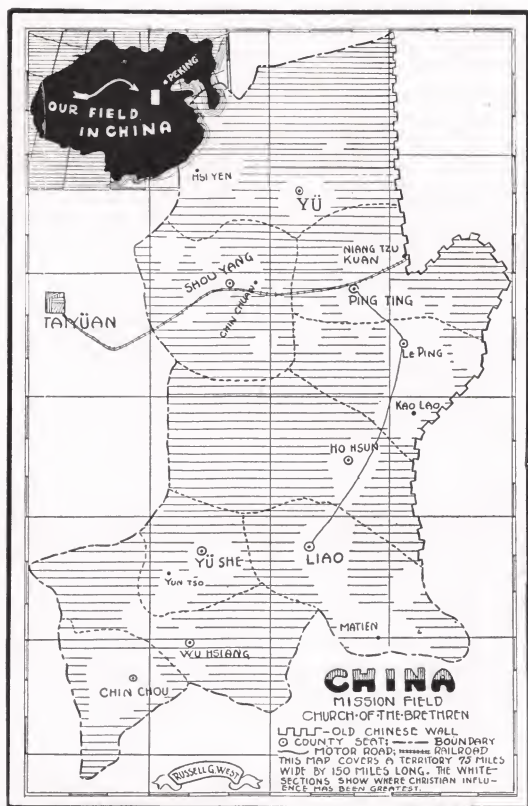 PEKING
OUR FIELD
IN CHINA
HSI YEN
YÜ
NIANG TZU
KUAN
SHOU YANG
CHIN CHUAN
PING TING
TAIYÜAN
LE PING
KAO LAO
HO HSUN
YÜ SHE
LIAO
YUN TSO
MATIEN
WU HSIANG
CHIN CHOU
CHINA
MISSION FIELD
CHURCH-OF-THE-BRETHREN
-OLD CHINESE WALL
COUNTY SEAT; BOUNDARY
MOTOR ROAD; RAILROAD
THIS MAP COVERS A TERRITORY 75 MILES
WIDE BY 150 MILES LONG. THE WHITE-
SECTIONS SHOW WHERE CHRISTIAN INFLU-
ENCE HAS BEEN GREATEST.
RUSSELL G. WEST